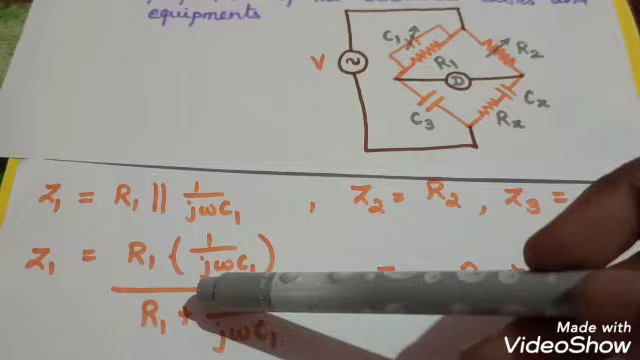 equipments
C1
R1
R2
V
D
C3
Cx
Rx
Z1 = R1 || 1/jωC1 , Z2 = R2 , Z3 =
Z1 = R1 ( 1/jωC1 )
R1 +
jωC1
Made with
VideoShow